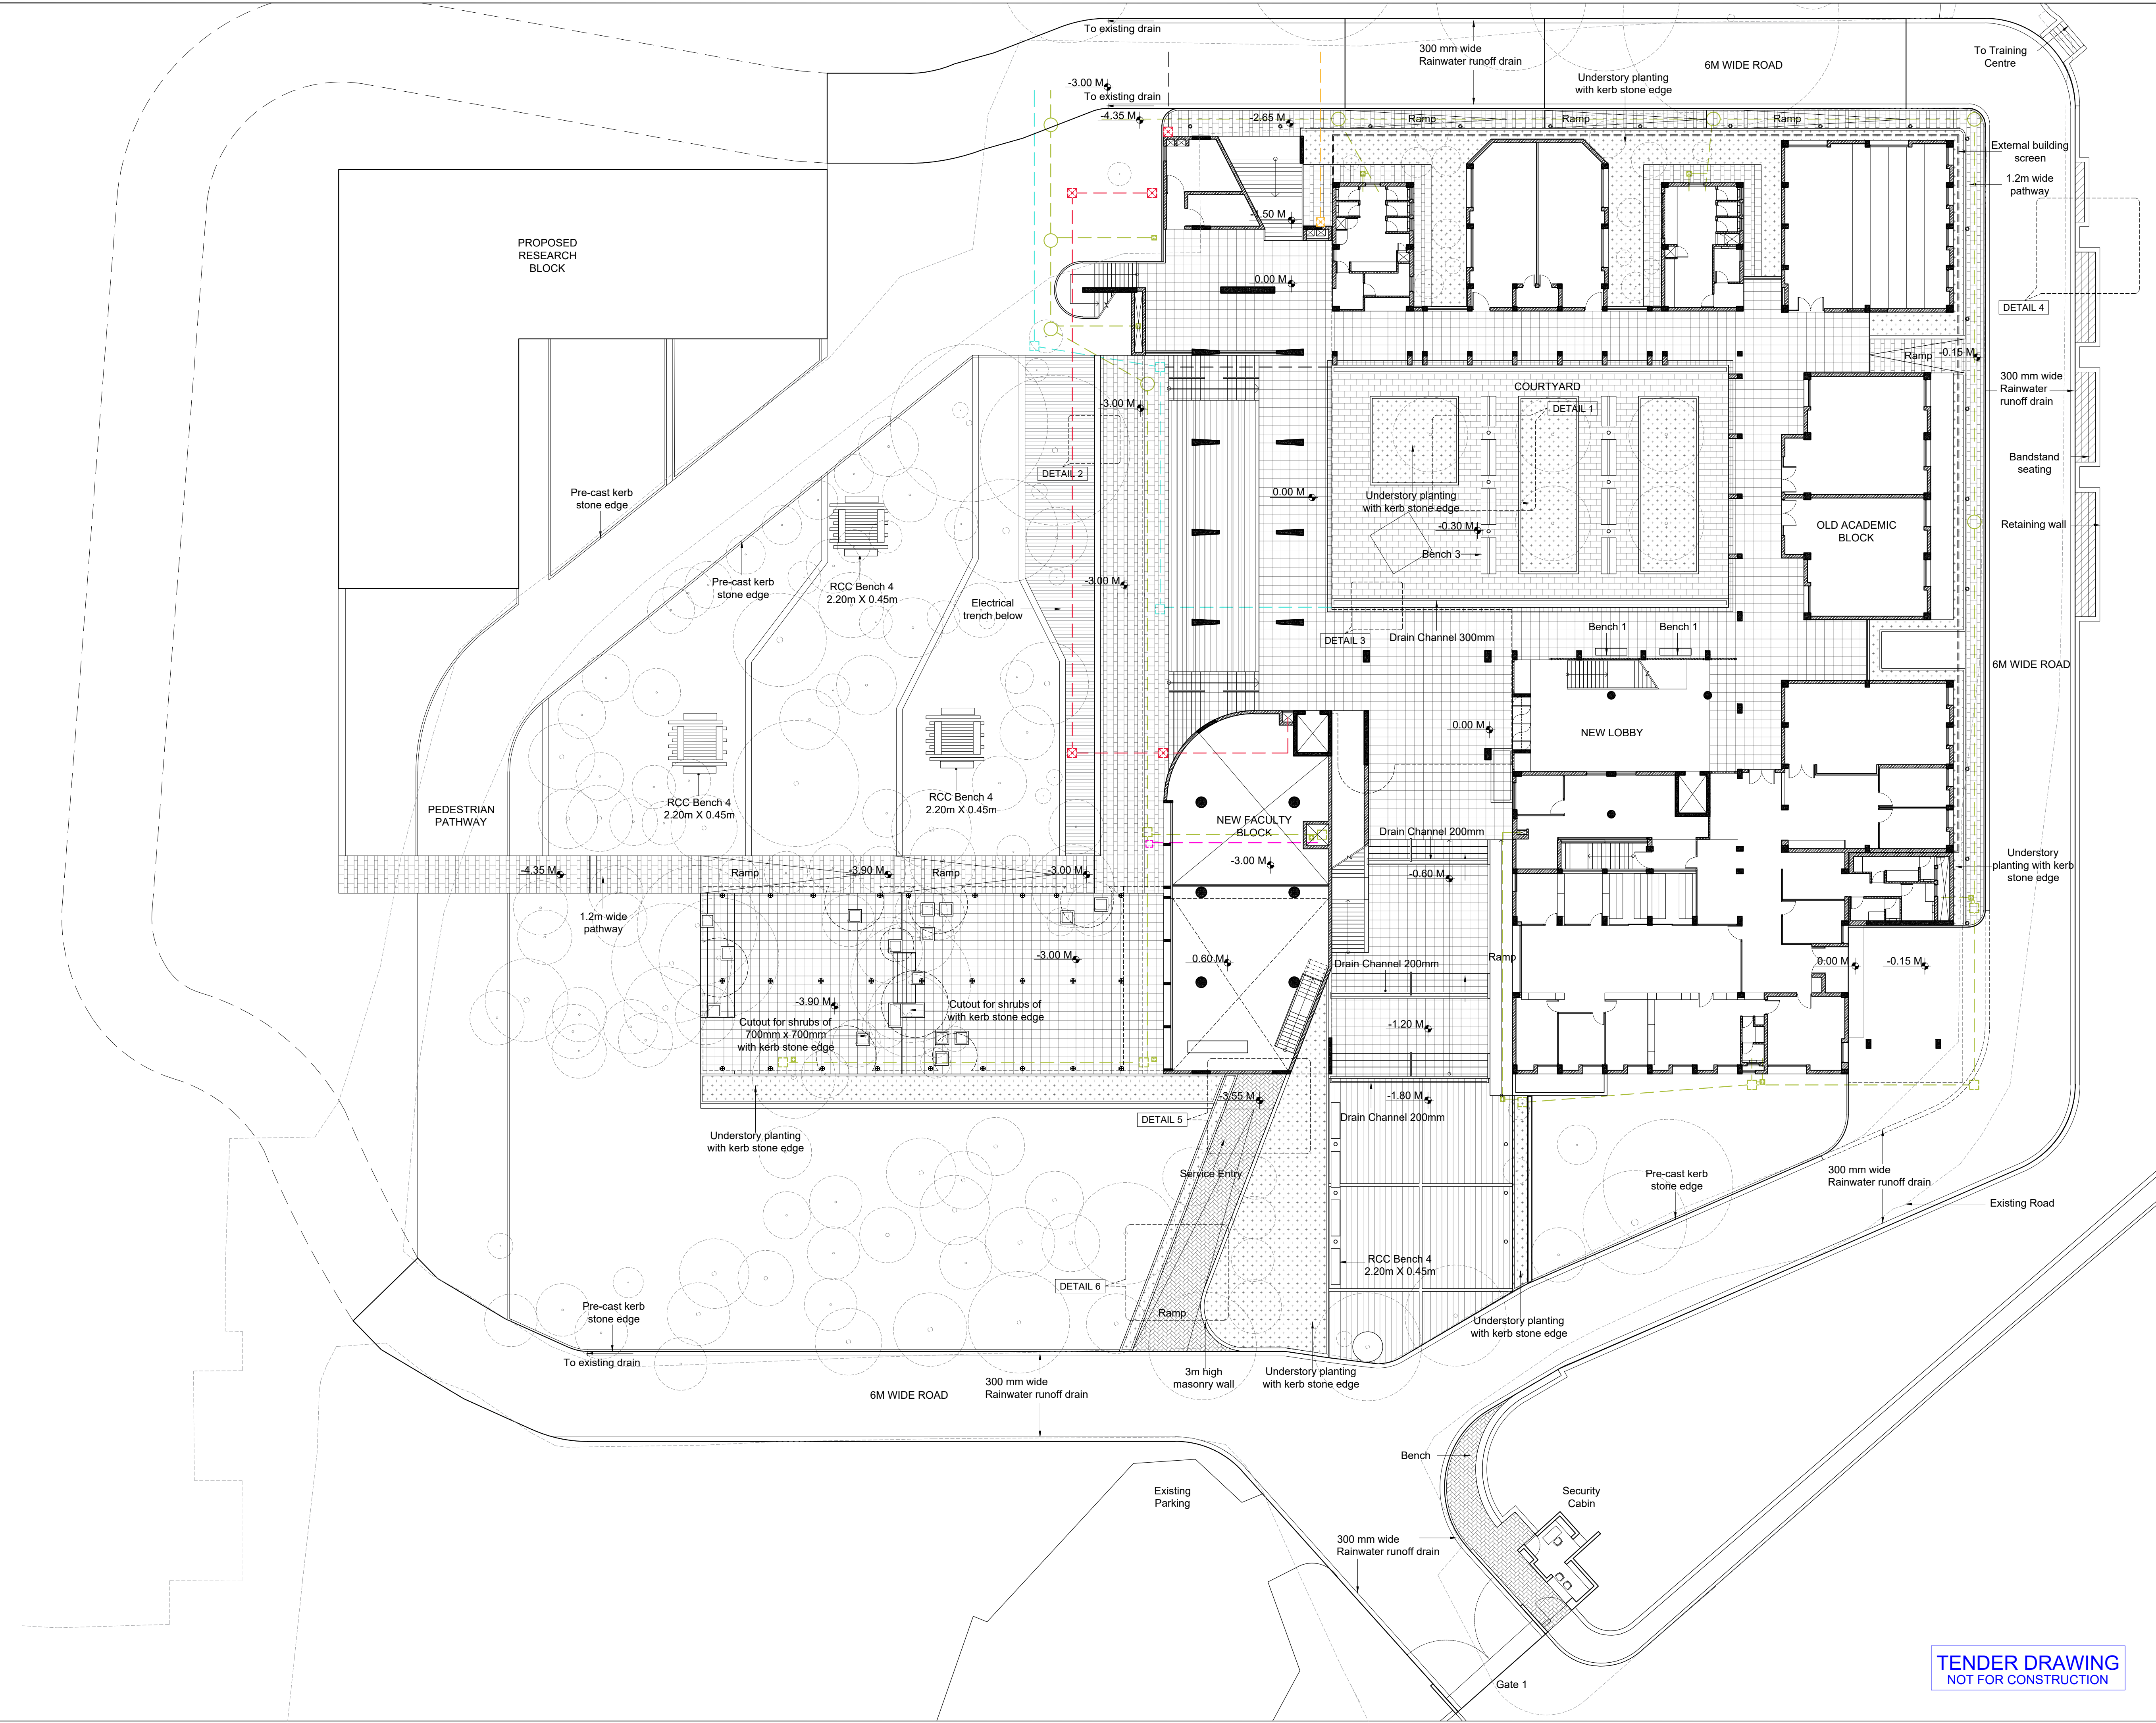 To existing drain
300 mm wide
Rainwater runoff drain
6M WIDE ROAD
To Training
Centre
Understory planting
with kerb stone edge
-3.00 M
To existing drain
-4.35 M
-2.65 M
Ramp
Ramp
Ramp
External building
screen
1.2m wide
pathway
-1.50 M
PROPOSED
RESEARCH
BLOCK
0.00 M
DETAIL 4
Ramp
-0.15 M
300 mm wide
Rainwater
runoff drain
COURTYARD
DETAIL 1
-3.00 M
DETAIL 2
Bandstand
seating
Pre-cast kerb
stone edge
0.00 M
Understory planting
with kerb stone edge
-0.30 M
Bench 3
OLD ACADEMIC
BLOCK
Retaining wall
Pre-cast kerb
stone edge
RCC Bench 4
2.20m X 0.45m
-3.00 M
Electrical
trench below
DETAIL 3
Drain Channel 300mm
Bench 1
Bench 1
6M WIDE ROAD
0.00 M
NEW LOBBY
RCC Bench 4
2.20m X 0.45m
RCC Bench 4
2.20m X 0.45m
PEDESTRIAN
PATHWAY
NEW FACULTY
BLOCK
Drain Channel 200mm
-3.00 M
-0.60 M
Understory
planting with kerb
stone edge
-4.35 M
Ramp
-3.90 M
Ramp
-3.00 M
1.2m wide
pathway
-3.00 M
0.60 M
Drain Channel 200mm
Ramp
0.00 M
-0.15 M
-3.90 M
Cutout for shrubs of
with kerb stone edge
Cutout for shrubs of
700mm x 700mm
with kerb stone edge
-1.20 M
-3.55 M
-1.80 M
DETAIL 5
Drain Channel 200mm
Understory planting
with kerb stone edge
Service Entry
Pre-cast kerb
stone edge
300 mm wide
Rainwater runoff drain
Existing Road
RCC Bench 4
2.20m X 0.45m
DETAIL 6
Ramp
Pre-cast kerb
stone edge
Understory planting
with kerb stone edge
To existing drain
3m high
masonry wall
Understory planting
with kerb stone edge
6M WIDE ROAD
300 mm wide
Rainwater runoff drain
Bench
Existing
Parking
Security
Cabin
300 mm wide
Rainwater runoff drain
Gate 1
TENDER DRAWING
NOT FOR CONSTRUCTION